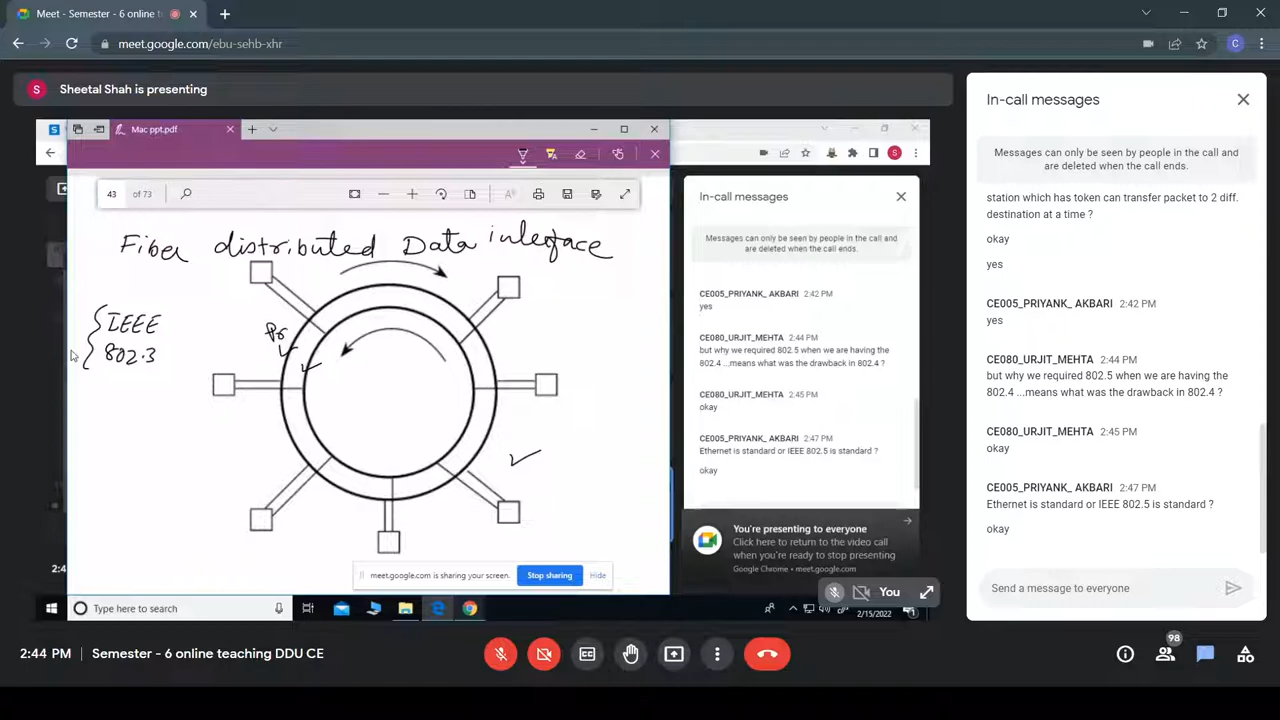 Meet - Semester - 6 online t
meet.google.com/ebu-sehb-xhr
C
S
Sheetal Shah is presenting
S
Mac ppt.pdf
S
43
of 73
Fiber distributed Data interface
IEEE
802.3
Pr
meet.google.com is sharing your screen.
Stop sharing
Hide
In-call messages
Messages can only be seen by people in the call and
are deleted when the call ends.
CE005_PRIYANK_ AKBARI 2:42 PM
yes
CE080_URJIT_MEHTA 2:44 PM
but why we required 802.5 when we are having the
802.4 ...means what was the drawback in 802.4 ?
CE080_URJIT_MEHTA 2:45 PM
okay
CE005_PRIYANK_ AKBARI 2:47 PM
Ethernet is standard or IEEE 802.5 is standard ?
okay
You're presenting to everyone
Click here to return to the video call
when you're ready to stop presenting
Google Chrome • meet.google.com
You
2:4
Type here to search
2/15/2022
In-call messages
Messages can only be seen by people in the call and
are deleted when the call ends.
station which has token can transfer packet to 2 diff.
destination at a time ?
okay
yes
CE005_PRIYANK_ AKBARI 2:42 PM
yes
CE080_URJIT_MEHTA 2:44 PM
but why we required 802.5 when we are having the
802.4 ...means what was the drawback in 802.4 ?
CE080_URJIT_MEHTA 2:45 PM
okay
CE005_PRIYANK_ AKBARI 2:47 PM
Ethernet is standard or IEEE 802.5 is standard ?
okay
Send a message to everyone
2:44 PM
Semester - 6 online teaching DDU CE
98